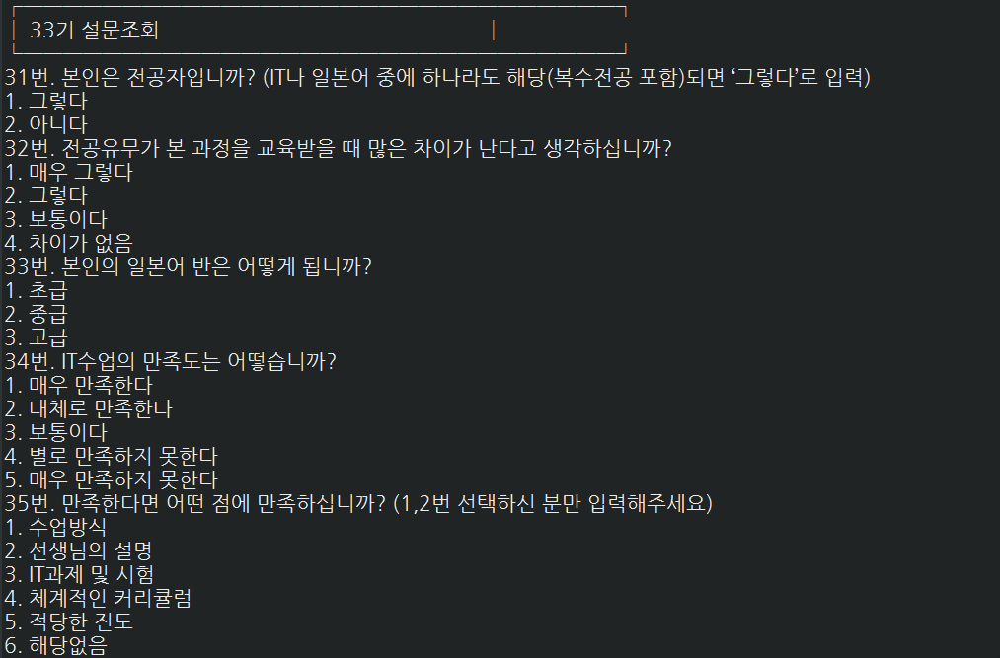 33기 설문조회
31번. 본인은 전공자입니까? (IT나 일본어 중에 하나라도 해당(복수전공 포함)되면 ‘그렇다’로 입력)
1. 그렇다
2. 아니다
32번. 전공유무가 본 과정을 교육받을 때 많은 차이가 난다고 생각하십니까?
1. 매우 그렇다
2. 그렇다
3. 보통이다
4. 차이가 없음
33번. 본인의 일본어 반은 어떻게 됩니까?
1. 초급
2. 중급
3. 고급
34번. IT수업의 만족도는 어떻습니까?
1. 매우 만족한다
2. 대체로 만족한다
3. 보통이다
4. 별로 만족하지 못한다
5. 매우 만족하지 못한다
35번. 만족한다면 어떤 점에 만족하십니까? (1,2번 선택하신 분만 입력해주세요)
1. 수업방식
2. 선생님의 설명
3. IT과제 및 시험
4. 체계적인 커리큘럼
5. 적당한 진도
6. 해당없음